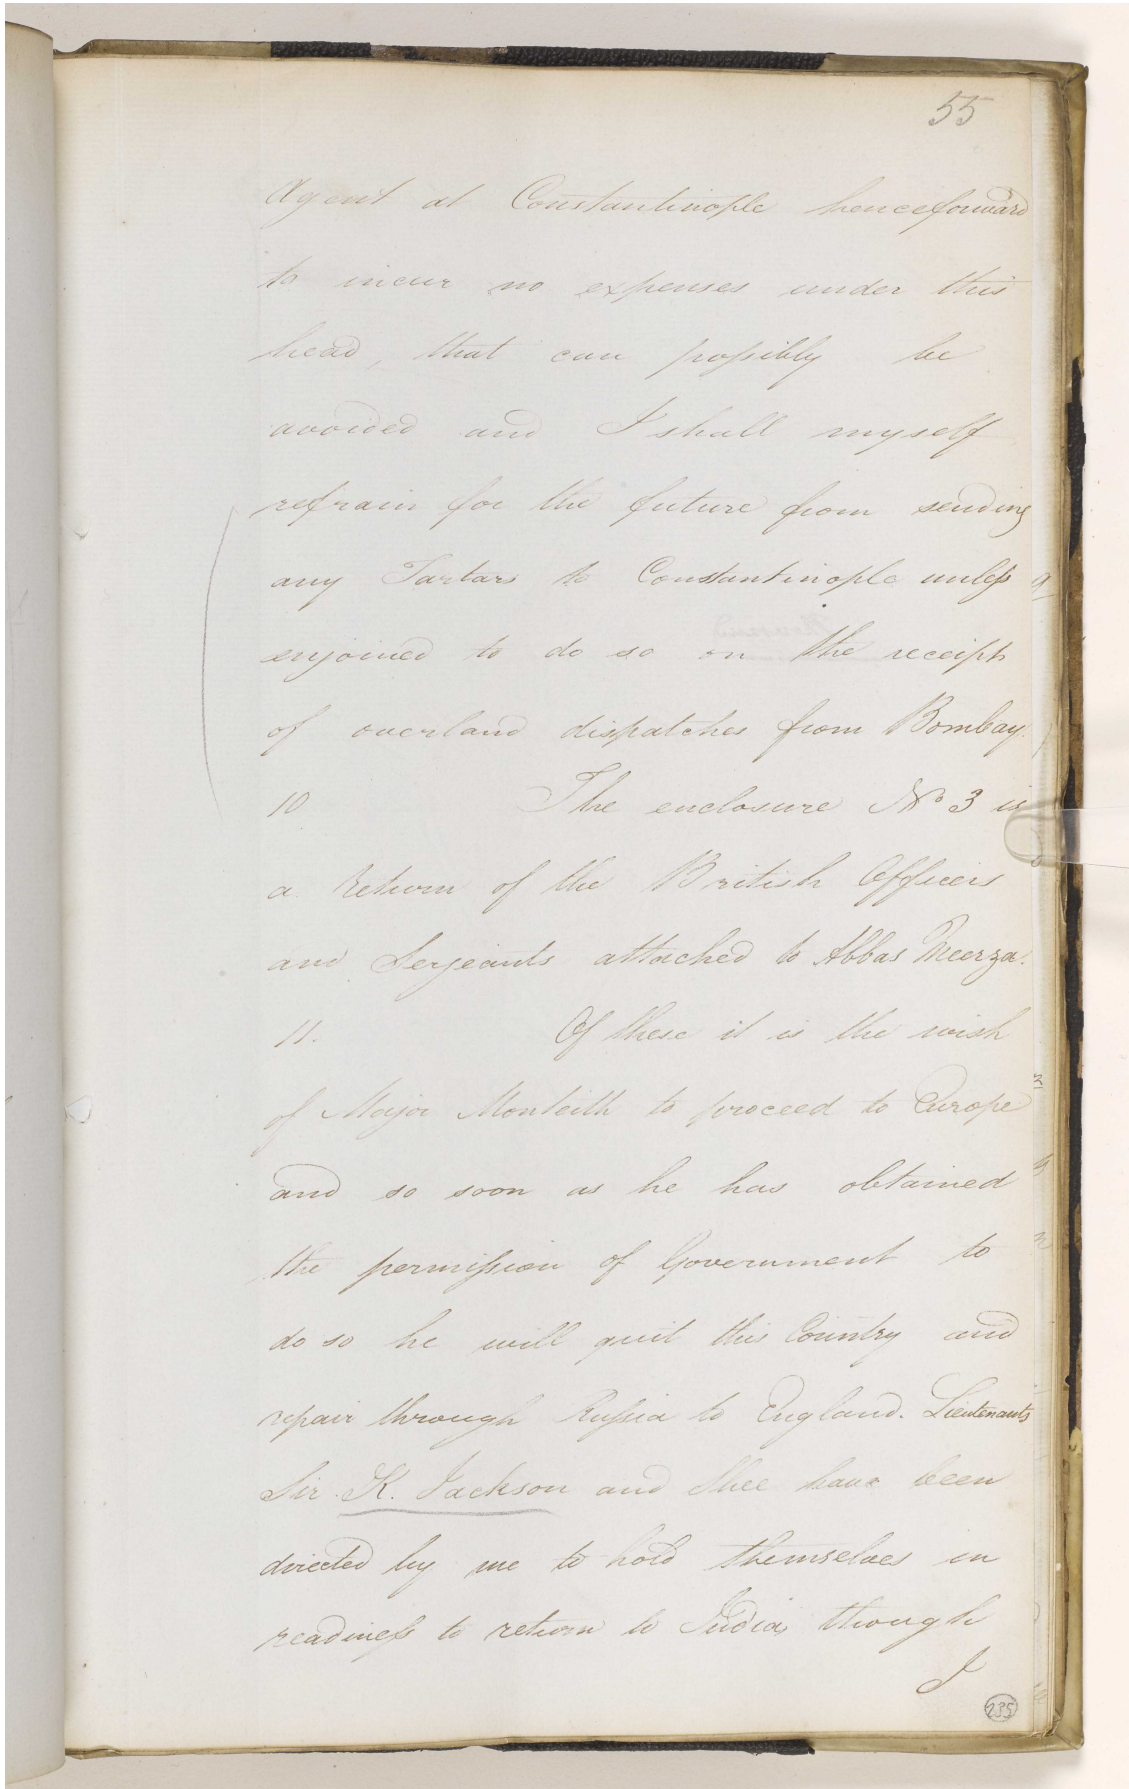 55
Agent at Constantinople henceforward
to incur no expenses under this
head, that can possibly be
avoided and I shall myself
refrain for the future from sending
any Tartars to Constantinople unless
enjoined to do so on the receipt
of overland dispatches from Bombay.
10 The enclosure No 3 is
a return of the British Officers
and Serjeants attached to Abbas Meerza.
11. Of these it is the wish
of Major Monteith to proceed to Europe
and so soon as he has obtained
the permission of Government to
do so he will quit this Country and
repair through Russia to England. Lieutenants
Sir K. Jackson and Shee have been
directed by me to hold themselves in
readiness to return to India, though
I
235